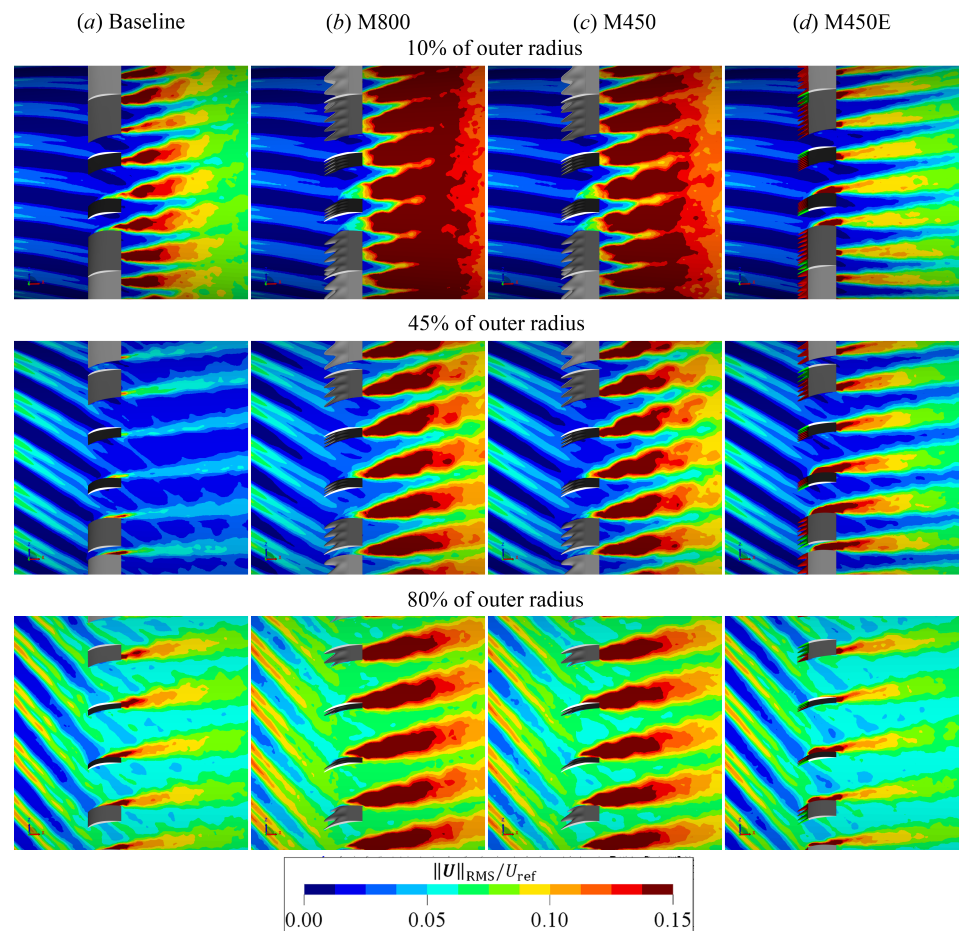 (a) Baseline (b) M800 (c) M450 (d) M450E
10% of outer radius
45% of outer radius
80% of outer radius
‖U‖RMS/Uref
0.00 0.05 0.10 0.15